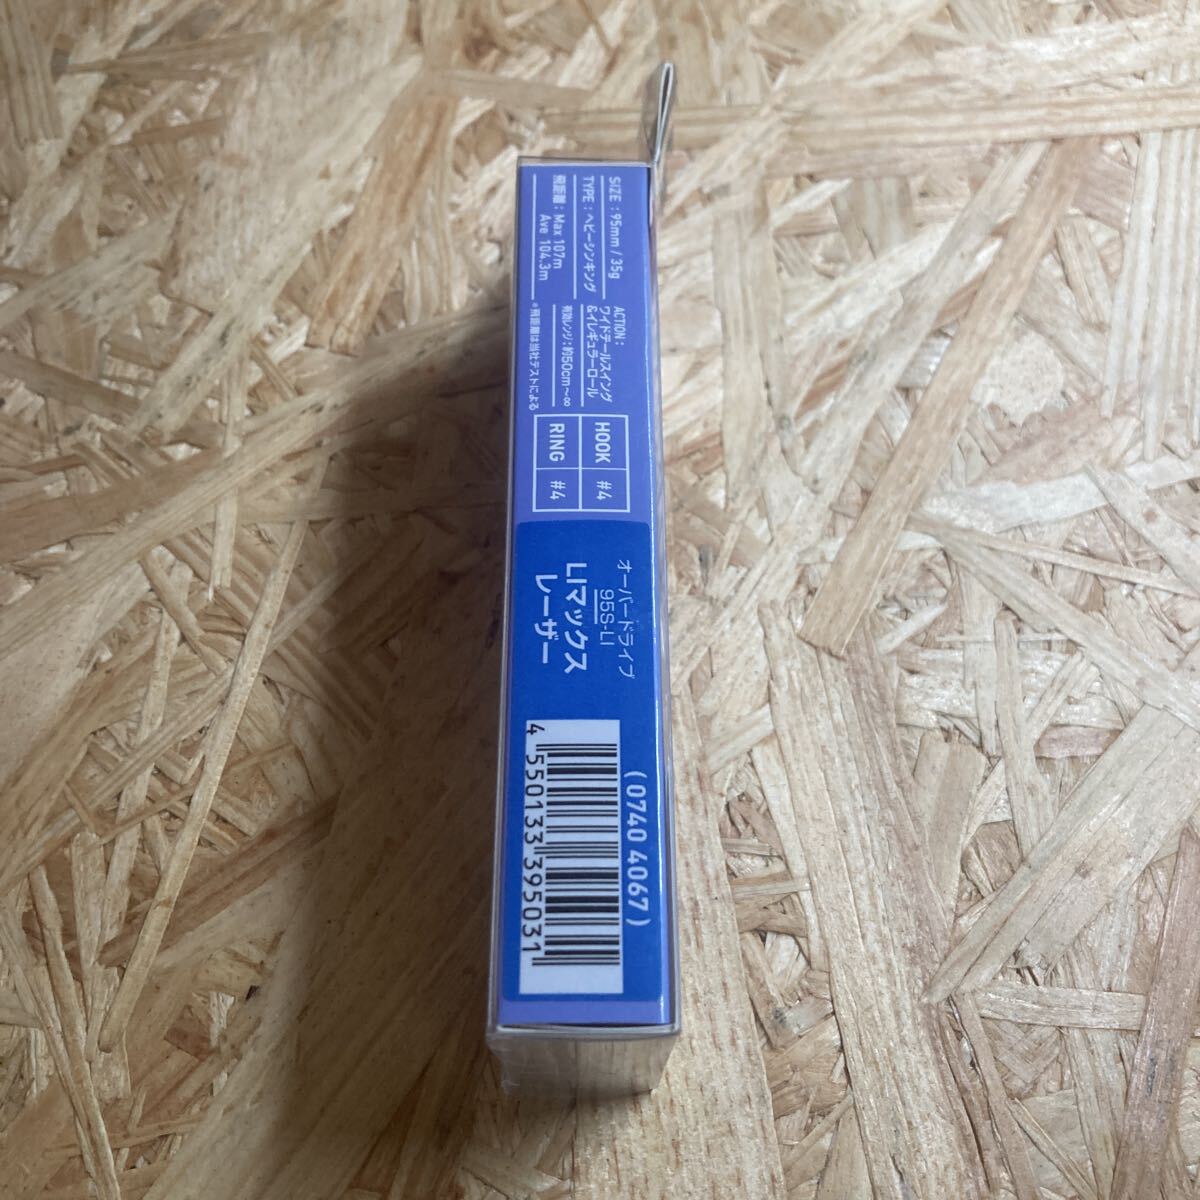 SIZE : 95mm / 35g
TYPE : ヘビーシンキング
飛距離 : Max 107m
Ave 104.3m
ACTION :
ワイドテールスイング
&イレギュラーロール
有効レンジ : 約50cm〜∞
*飛距離は当社テストによる
HOOK #4
RING #4
オーバードライブ
95S-LI
LIマックス
レーザー
(0740 4067)
4 550133 395031